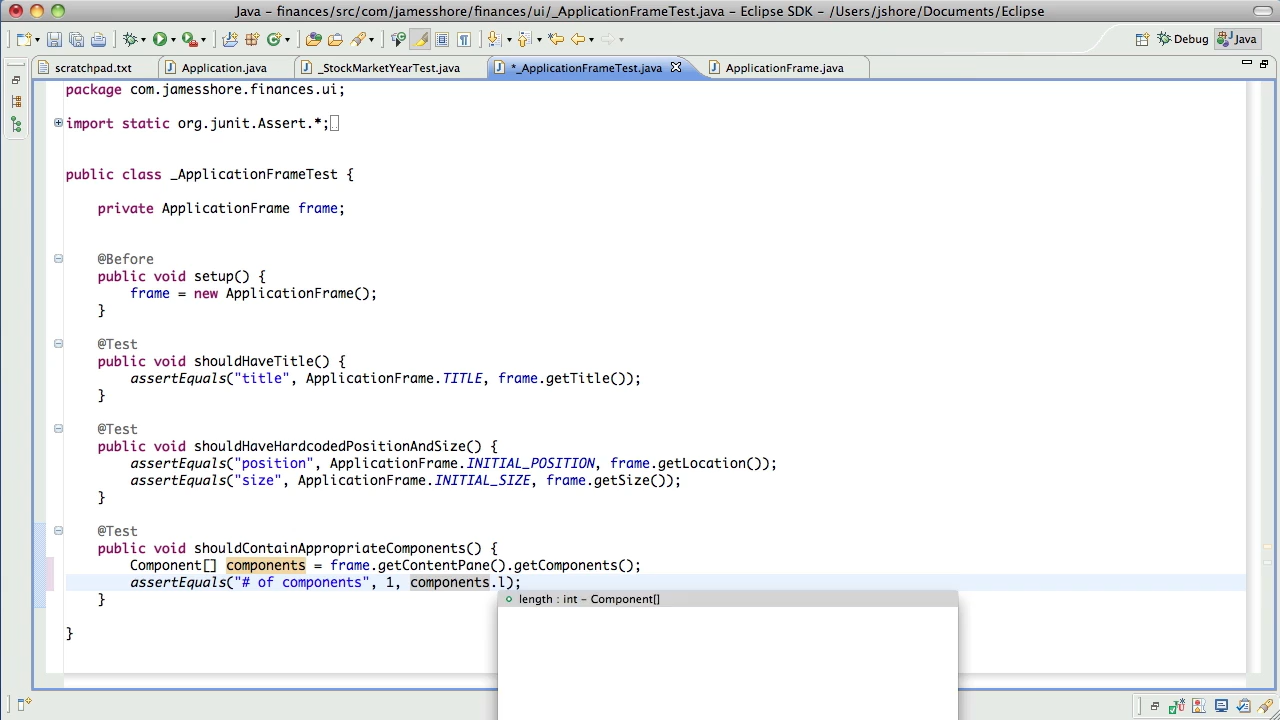 Java – finances/src/com/jamesshore/finances/ui/_ApplicationFrameTest.java – Eclipse SDK – /Users/jshore/Documents/Eclipse
Debug Java
scratchpad.txt Application.java _StockMarketYearTest.java *_ApplicationFrameTest.java ApplicationFrame.java
package com.jamesshore.finances.ui;
import static org.junit.Assert.*;
public class _ApplicationFrameTest {
private ApplicationFrame frame;
@Before
public void setup() {
frame = new ApplicationFrame();
}
@Test
public void shouldHaveTitle() {
assertEquals("title", ApplicationFrame.TITLE, frame.getTitle());
}
@Test
public void shouldHaveHardcodedPositionAndSize() {
assertEquals("position", ApplicationFrame.INITIAL_POSITION, frame.getLocation());
assertEquals("size", ApplicationFrame.INITIAL_SIZE, frame.getSize());
}
@Test
public void shouldContainAppropriateComponents() {
Component[] components = frame.getContentPane().getComponents();
assertEquals("# of components", 1, components.l);
}
length : int – Component[]
}